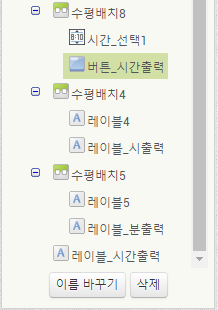 수평배치8
8:10 시간_선택1
버튼_시간출력
수평배치4
A 레이블4
A 레이블_시출력
수평배치5
A 레이블5
A 레이블_분출력
A 레이블_시간출력
이름 바꾸기 삭제